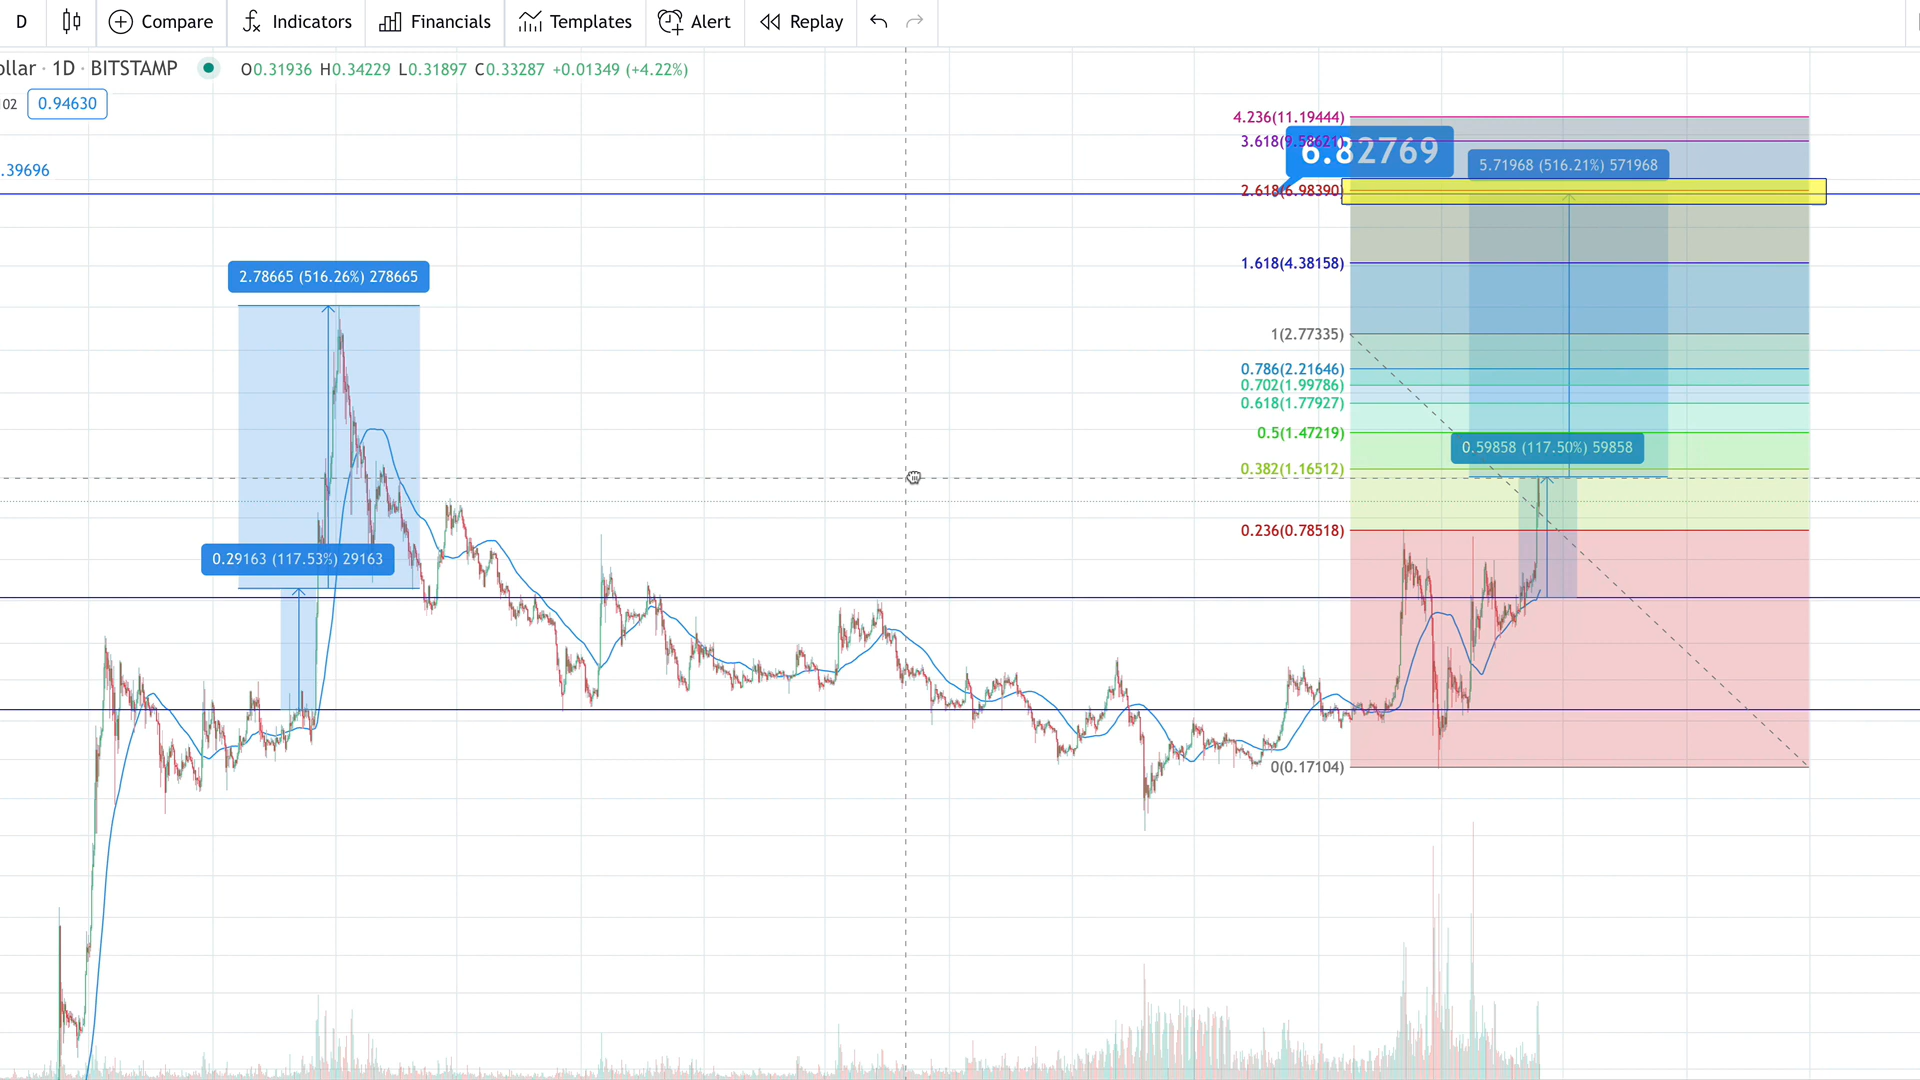 D Compare Indicators Financials Templates Alert Replay
ollar · 1D · BITSTAMP O0.31936 H0.34229 L0.31897 C0.33287 +0.01349 (+4.22%)
02 0.94630
.39696
4.236(11.19444)
3.618(9.58621)
6.82769
5.71968 (516.21%) 571968
2.618(6.98390)
1.618(4.38158)
2.78665 (516.26%) 278665
1(2.77335)
0.786(2.21646)
0.702(1.99786)
0.618(1.77927)
0.5(1.47219)
0.59858 (117.50%) 59858
0.382(1.16512)
0.236(0.78518)
0.29163 (117.53%) 29163
0(0.17104)